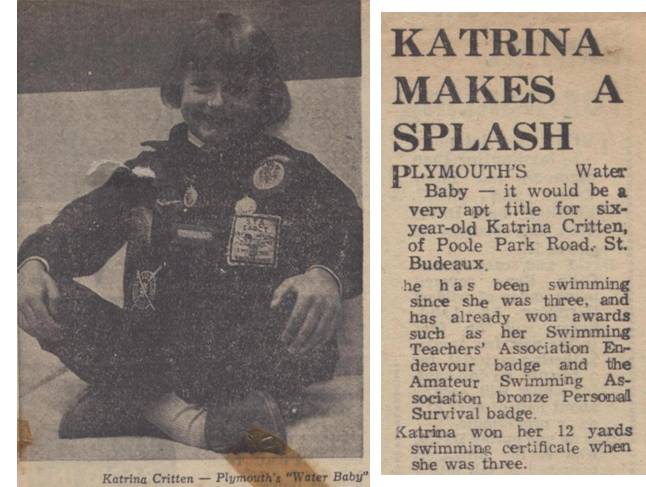 Katrina Critten — Plymouth's "Water Baby"
KATRINA
MAKES A
SPLASH
PLYMOUTH'S Water
Baby — it would be a
very apt title for six-
year-old Katrina Critten,
of Poole Park Road, St.
Budeaux.
he has been swimming
since she was three, and
has already won awards
such as her Swimming
Teachers' Association En-
deavour badge and the
Amateur Swimming As-
sociation bronze Personal
Survival badge.
Katrina won her 12 yards
swimming certificate when
she was three.